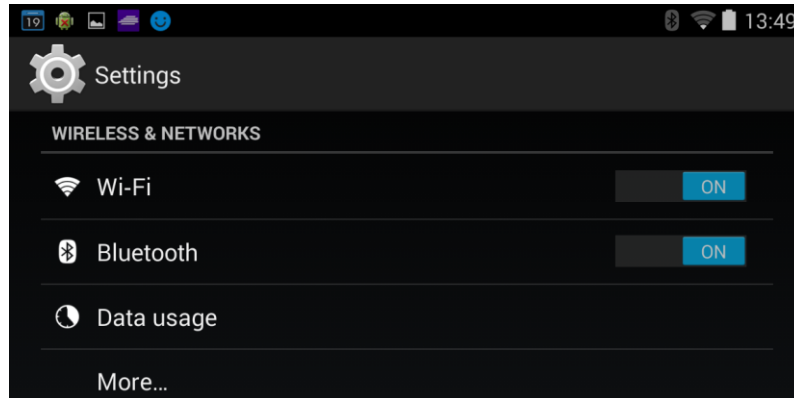 19
13:49
Settings
WIRELESS & NETWORKS
Wi-Fi
ON
Bluetooth
ON
Data usage
More...